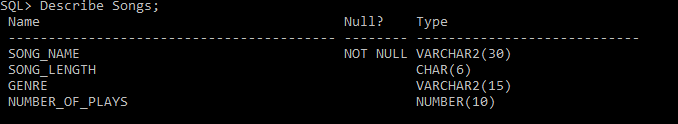 SQL> Describe Songs;
Name Null? Type
----------------------------------------- -------- ----------------------------
SONG_NAME NOT NULL VARCHAR2(30)
SONG_LENGTH CHAR(6)
GENRE VARCHAR2(15)
NUMBER_OF_PLAYS NUMBER(10)